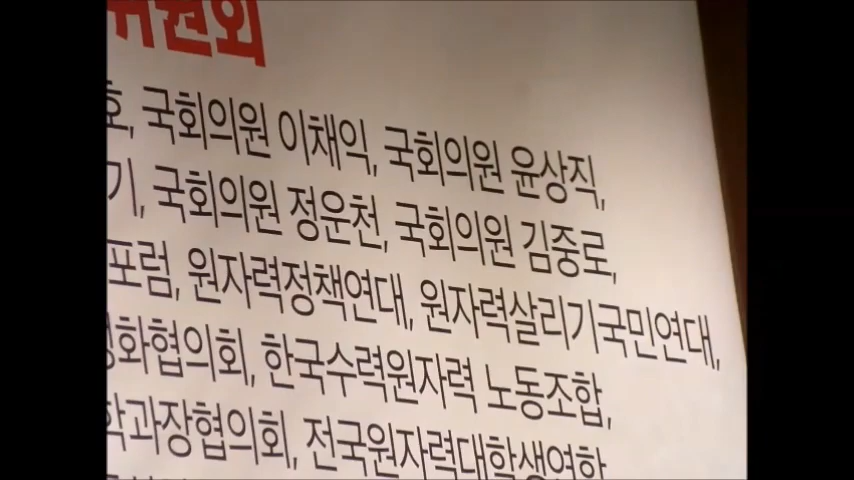 위원회
호, 국회의원 이채익, 국회의원 윤상직,
기, 국회의원 정운천, 국회의원 김중로,
포럼, 원자력정책연대, 원자력살리기국민연대,
화협의회, 한국수력원자력 노동조합,
학과장협의회, 전국원자력대학생연합